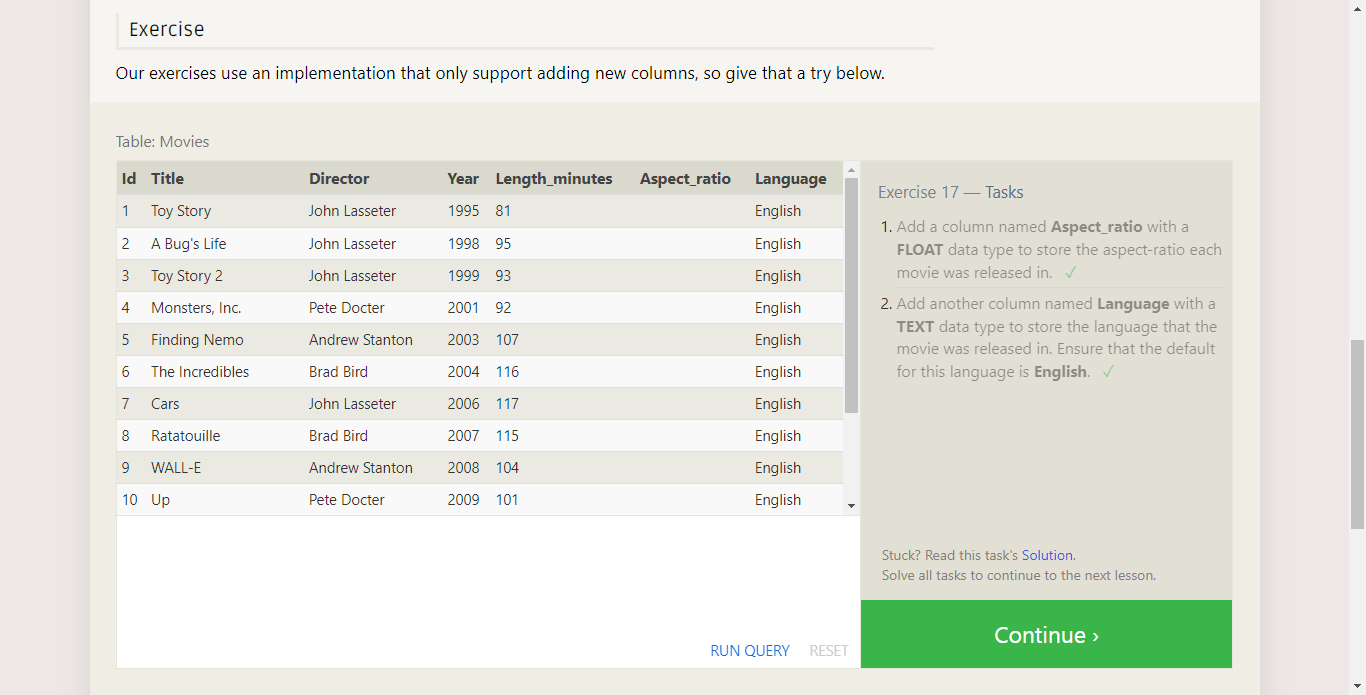 Exercise
Our exercises use an implementation that only support adding new columns, so give that a try below.
Table: Movies
Id Title Director Year Length_minutes Aspect_ratio Language
1 Toy Story John Lasseter 1995 81 English
2 A Bug's Life John Lasseter 1998 95 English
3 Toy Story 2 John Lasseter 1999 93 English
4 Monsters, Inc. Pete Docter 2001 92 English
5 Finding Nemo Andrew Stanton 2003 107 English
6 The Incredibles Brad Bird 2004 116 English
7 Cars John Lasseter 2006 117 English
8 Ratatouille Brad Bird 2007 115 English
9 WALL-E Andrew Stanton 2008 104 English
10 Up Pete Docter 2009 101 English
RUN QUERY RESET
Exercise 17 — Tasks
1. Add a column named Aspect_ratio with a
FLOAT data type to store the aspect-ratio each
movie was released in. ✓
2. Add another column named Language with a
TEXT data type to store the language that the
movie was released in. Ensure that the default
for this language is English. ✓
Stuck? Read this task's Solution.
Solve all tasks to continue to the next lesson.
Continue ›